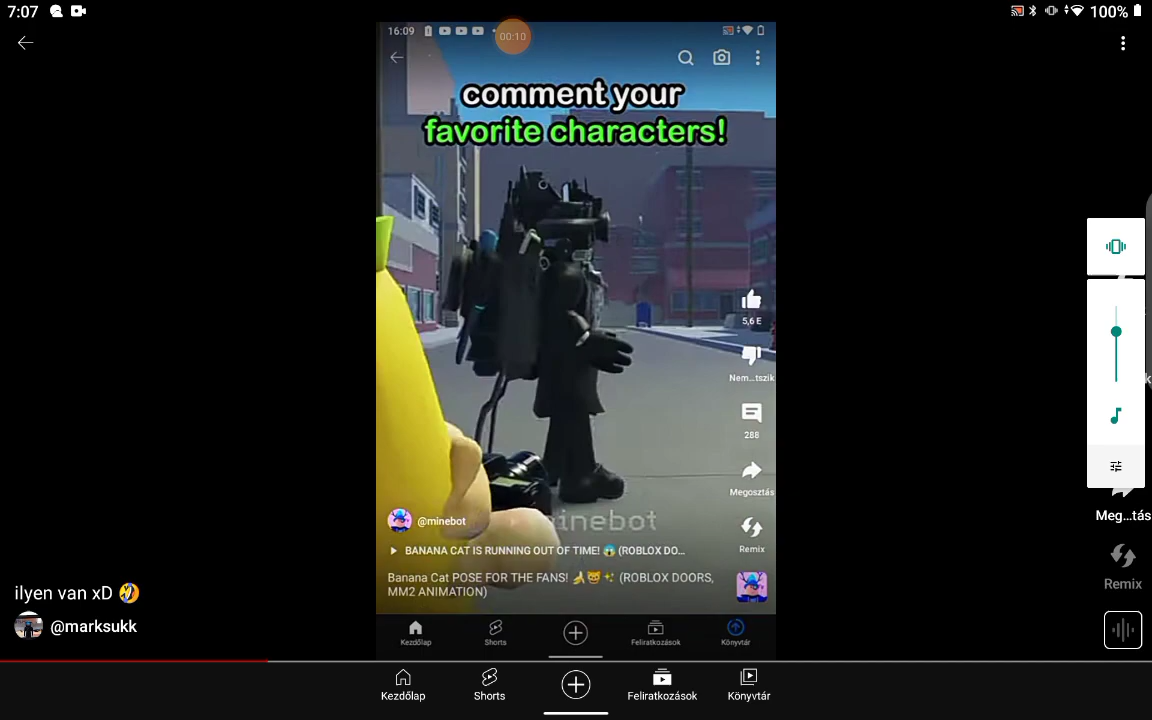 7:07
100%
16:09
00:10
comment your
favorite characters!
5,6 E
Nem...tszik
288
Megosztás
Remix
@minebot
inebot
BANANA CAT IS RUNNING OUT OF TIME! 😱 (ROBLOX DO...
Banana Cat POSE FOR THE FANS! 🍌😸✨ (ROBLOX DOORS,
MM2 ANIMATION)
Kezdőlap
Shorts
Feliratkozások
Könyvtár
k
Meg...tás
Remix
ilyen van xD 🤣
@marksukk
Kezdőlap
Shorts
Feliratkozások
Könyvtár